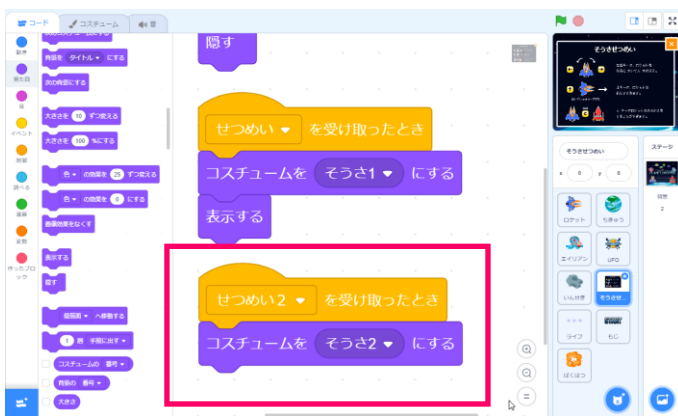 コード
コスチューム
音
動き
見た目
音
イベント
制御
調べる
演算
変数
作ったブロ
ック
背景を タイトル にする
次の背景にする
大きさを 10 ずつ変える
大きさを 100 %にする
色 の効果を 25 ずつ変える
色 の効果を 0 にする
画像効果をなくす
表示する
隠す
最前面 へ移動する
1 層 手前に出す
コスチュームの 番号
背景の 番号
大きさ
隠す
せつめい を受け取ったとき
コスチュームを そうさ1 にする
表示する
せつめい2 を受け取ったとき
コスチュームを そうさ2 にする
そうさせつめい
そうさせつめい
x 0 y 0
ステージ
背景
2
ロケット
ちきゅう
エイリアン
UFO
いんせき
そうさせ...
ライフ
もじ
ばくはつ